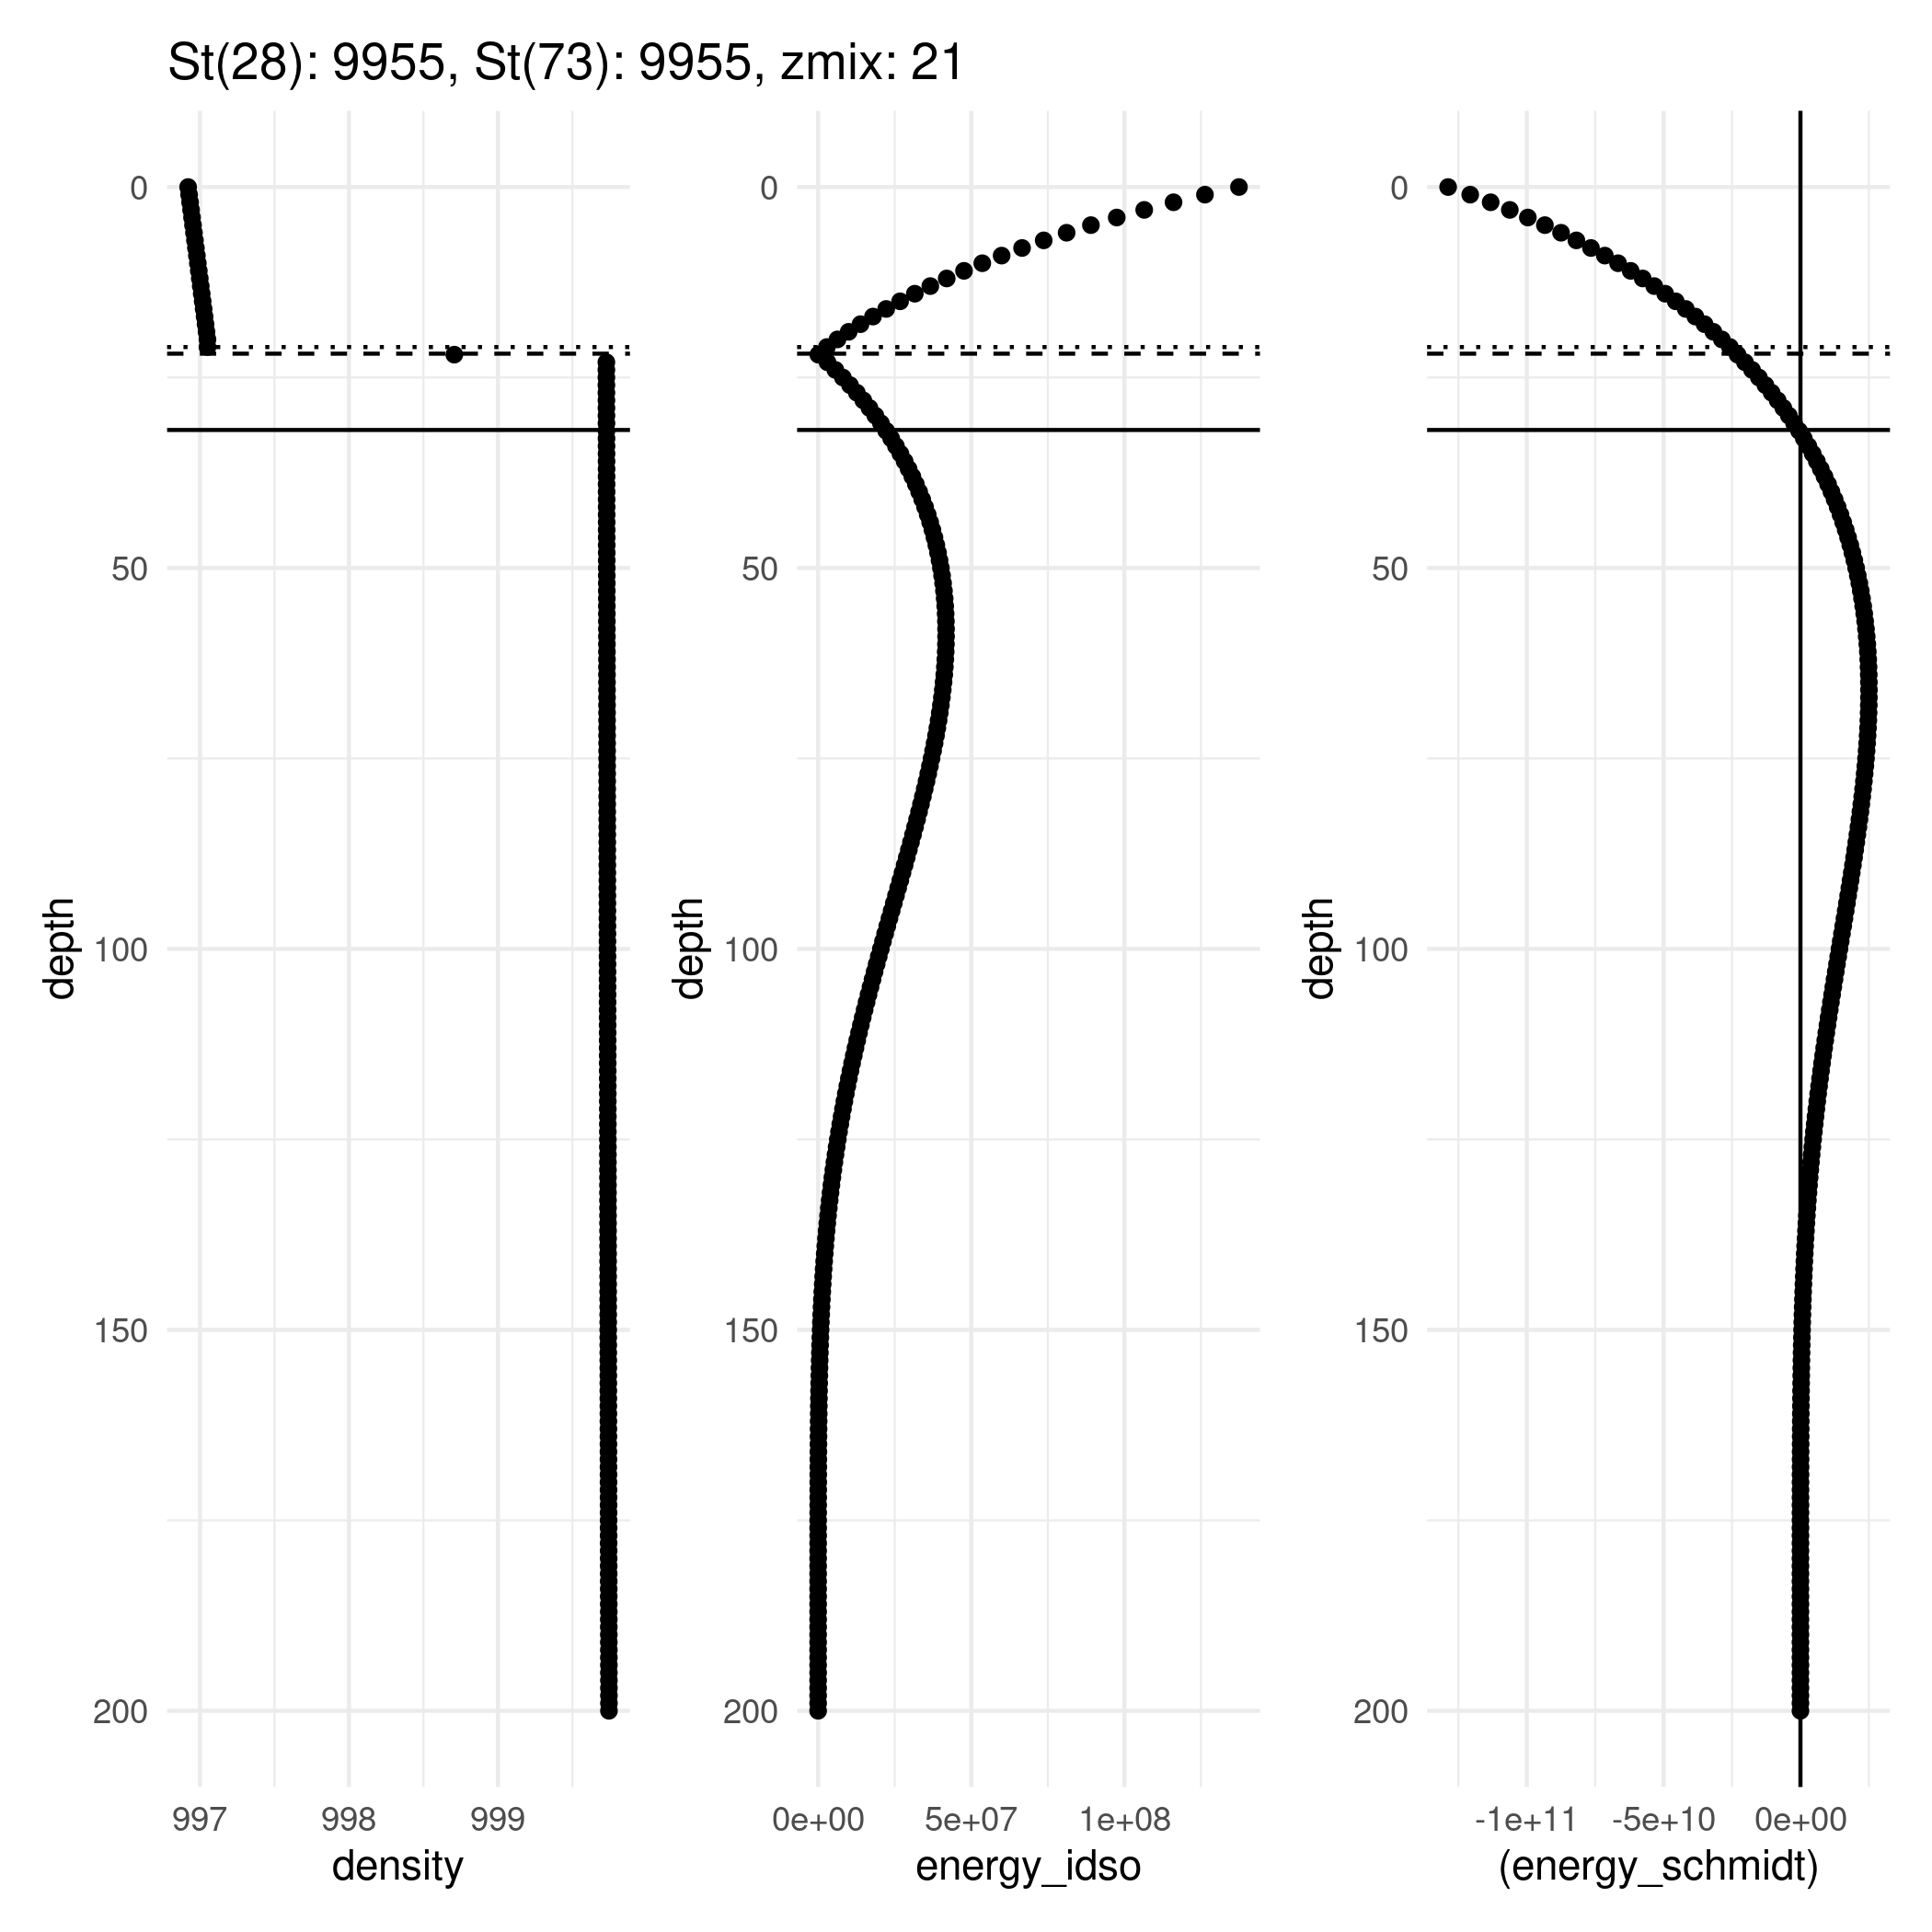 St(28): 9955, St(73): 9955, zmix: 21
depth
0
50
100
150
200
997
998
999
density
depth
0
50
100
150
200
0e+00
5e+07
1e+08
energy_idso
depth
0
50
100
150
200
-1e+11
-5e+10
0e+00
(energy_schmidt)